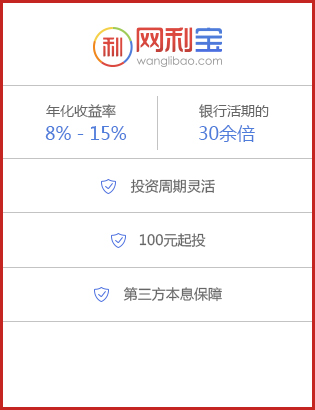 利 网利宝
wanglibao.com
年化收益率 银行活期的
8% - 15% 30余倍
投资周期灵活
100元起投
第三方本息保障